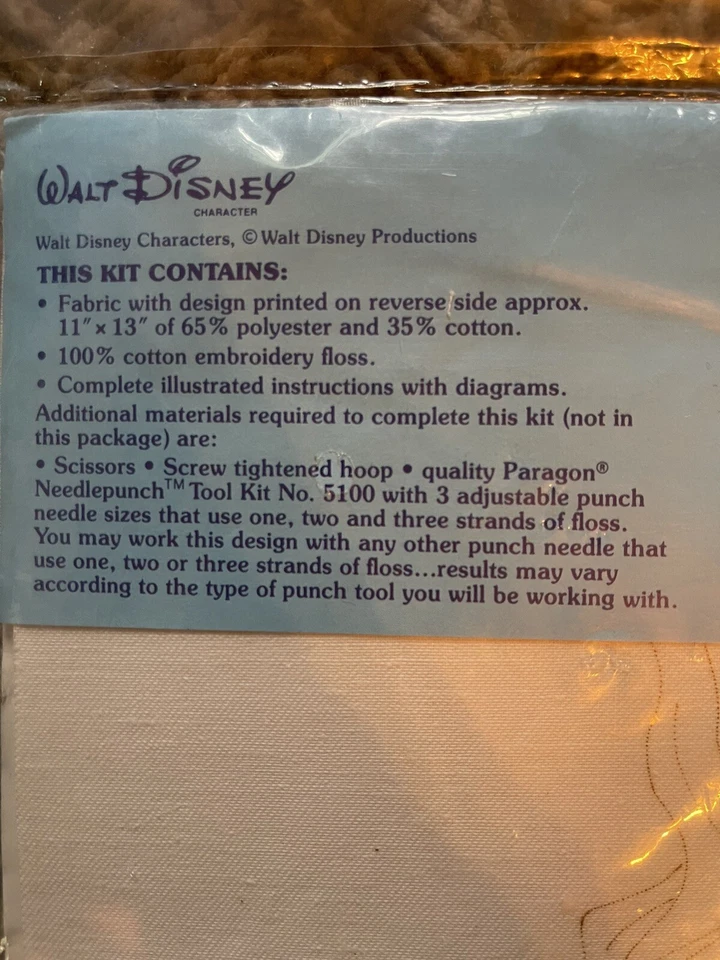 WALT DISNEY
CHARACTER
Walt Disney Characters, © Walt Disney Productions
THIS KIT CONTAINS:
• Fabric with design printed on reverse side approx.
11″ x 13″ of 65% polyester and 35% cotton.
• 100% cotton embroidery floss.
• Complete illustrated instructions with diagrams.
Additional materials required to complete this kit (not in
this package) are:
• Scissors • Screw tightened hoop • quality Paragon®
Needlepunch™ Tool Kit No. 5100 with 3 adjustable punch
needle sizes that use one, two and three strands of floss.
You may work this design with any other punch needle that
use one, two or three strands of floss...results may vary
according to the type of punch tool you will be working with.